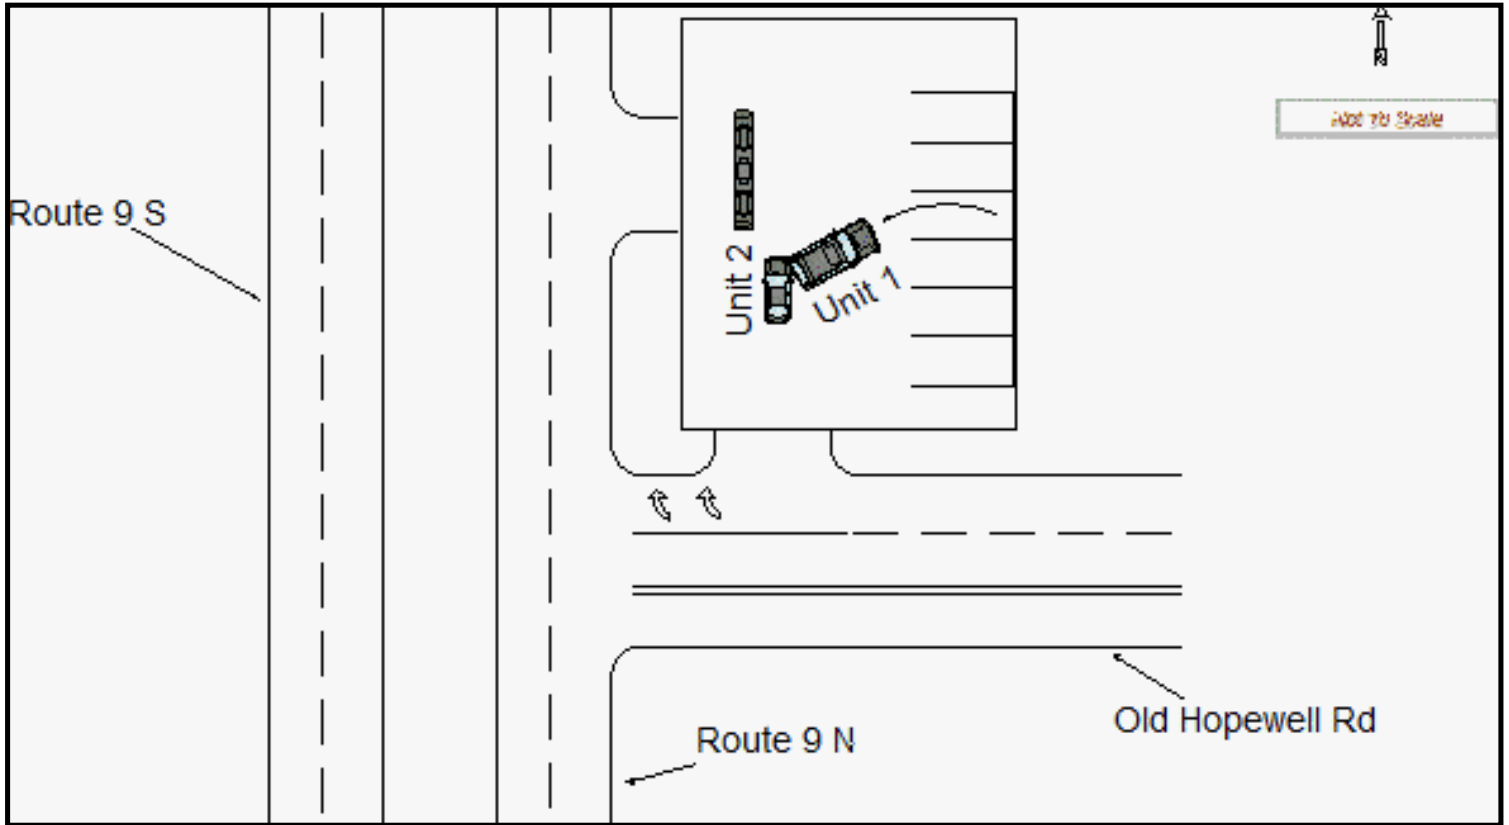 N
Not To Scale
Route 9 S
Unit 2
Unit 1
Route 9 N
Old Hopewell Rd